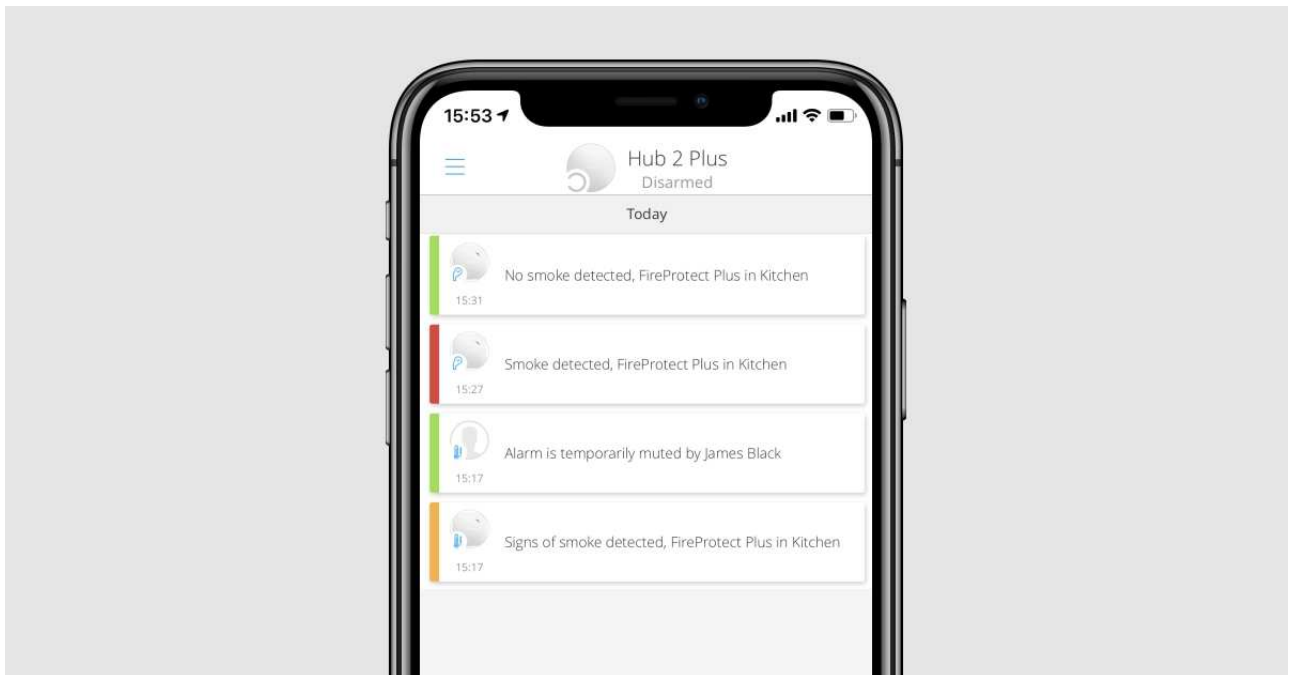 15:53
Hub 2 Plus
Disarmed
Today
No smoke detected, FireProtect Plus in Kitchen
15:31
Smoke detected, FireProtect Plus in Kitchen
15:27
Alarm is temporarily muted by James Black
15:17
Signs of smoke detected, FireProtect Plus in Kitchen
15:17